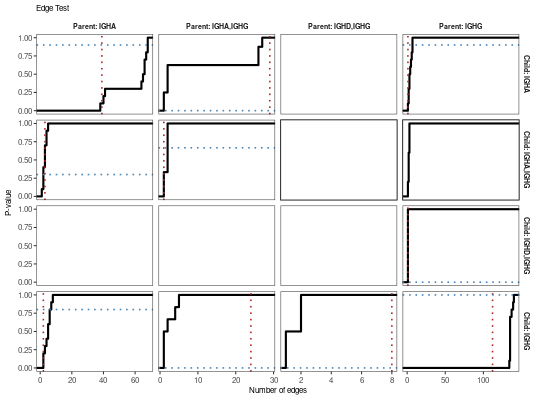 Edge Test
Parent: IGHA
Parent: IGHA,IGHG
Parent: IGHD,IGHG
Parent: IGHG
1.00
0.75
0.50
0.25
0.00
Child: IGHA
1.00
0.75
0.50
0.25
0.00
Child: IGHA,IGHG
P-value
1.00
0.75
0.50
0.25
0.00
Child: IGHD,IGHG
1.00
0.75
0.50
0.25
0.00
Child: IGHG
0 20 40 60
0 10 20 30
0 2 4 6 8
0 50 100
Number of edges